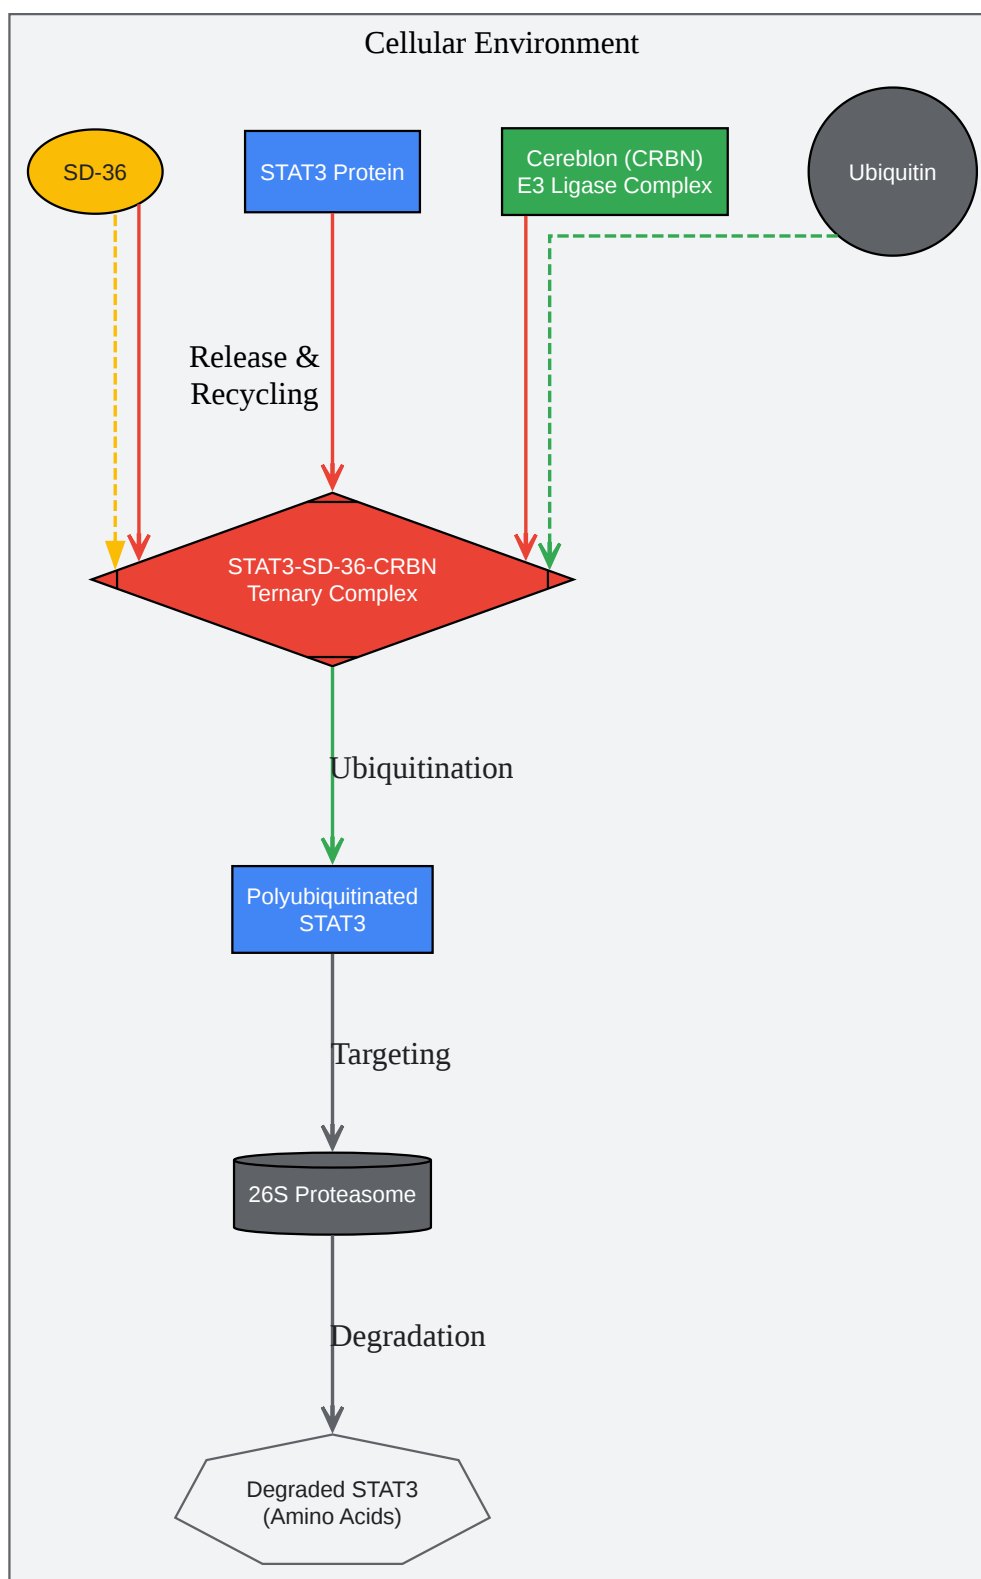 Cellular Environment
SD-36
STAT3 Protein
Cereblon (CRBN)
E3 Ligase Complex
Ubiquitin
Release &
Recycling
STAT3-SD-36-CRBN
Ternary Complex
Ubiquitination
Polyubiquitinated
STAT3
Targeting
26S Proteasome
Degradation
Degraded STAT3
(Amino Acids)